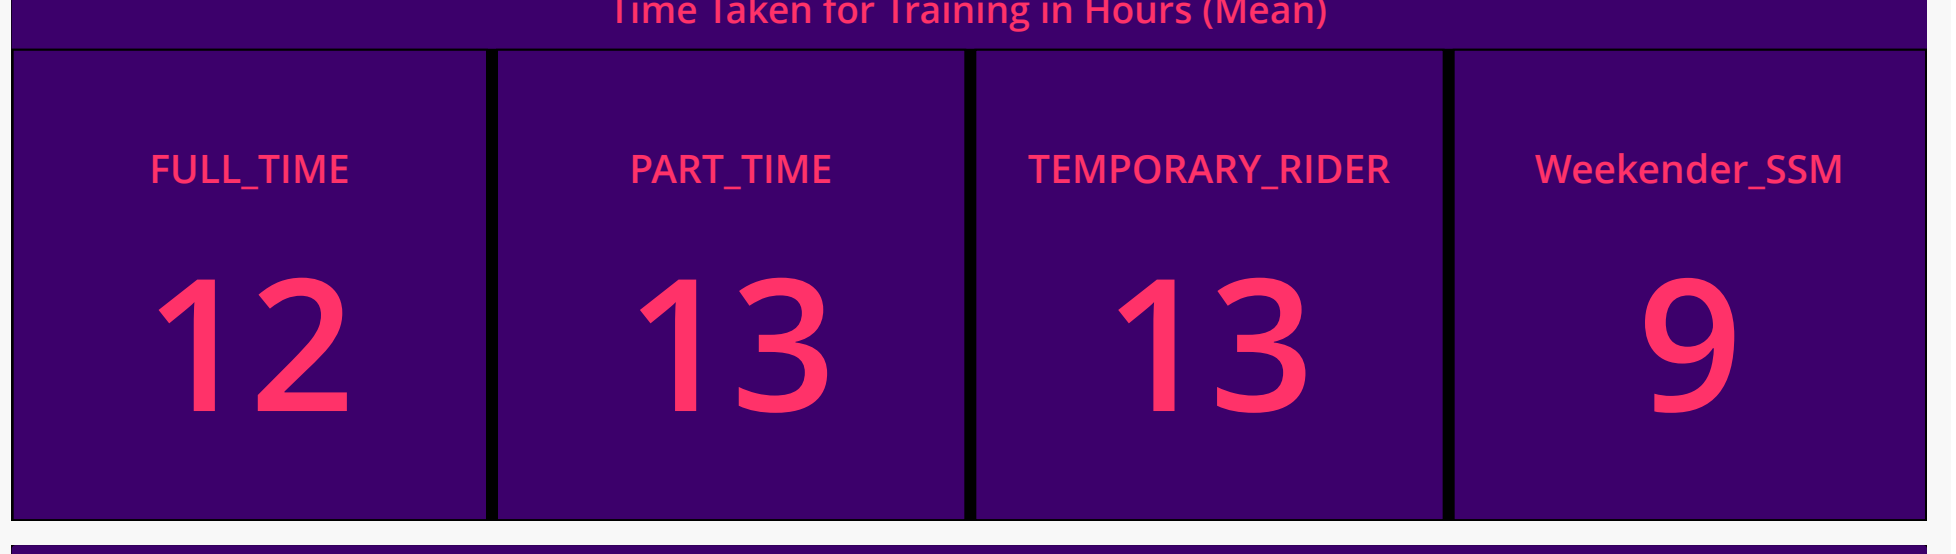 Time Taken for Training in Hours (Mean)
FULL_TIME
12
PART_TIME
13
TEMPORARY_RIDER
13
Weekender_SSM
9